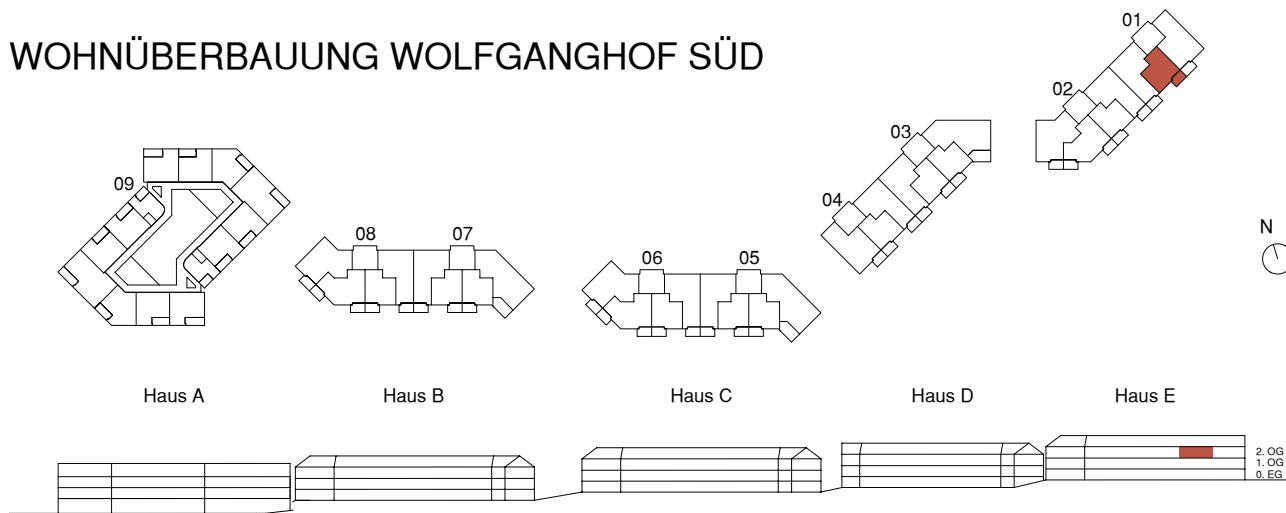 WOHNÜBERBAUUNG WOLFGANGHOF SÜD
01
02
03
04
09
08
07
06
05
N
Haus A
Haus B
Haus C
Haus D
Haus E
2. OG
1. OG
0. EG